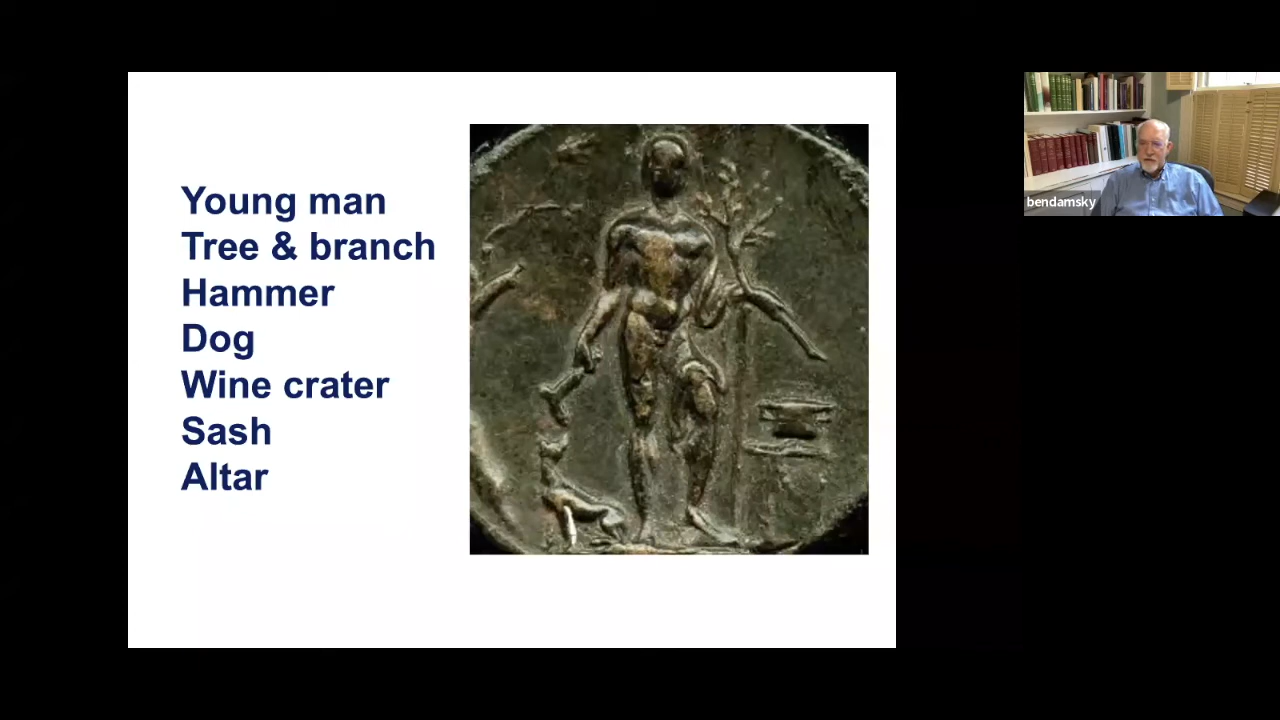 Young man
Tree & branch
Hammer
Dog
Wine crater
Sash
Altar
bendamsky